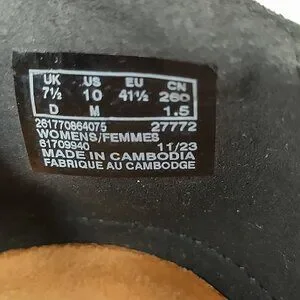 UK US EU CN
7½ 10 41½ 260
D M 1.5
261770864075 27772
WOMENS/FEMMES
61709940 11/23
MADE IN CAMBODIA
FABRIQUE AU CAMBODGE